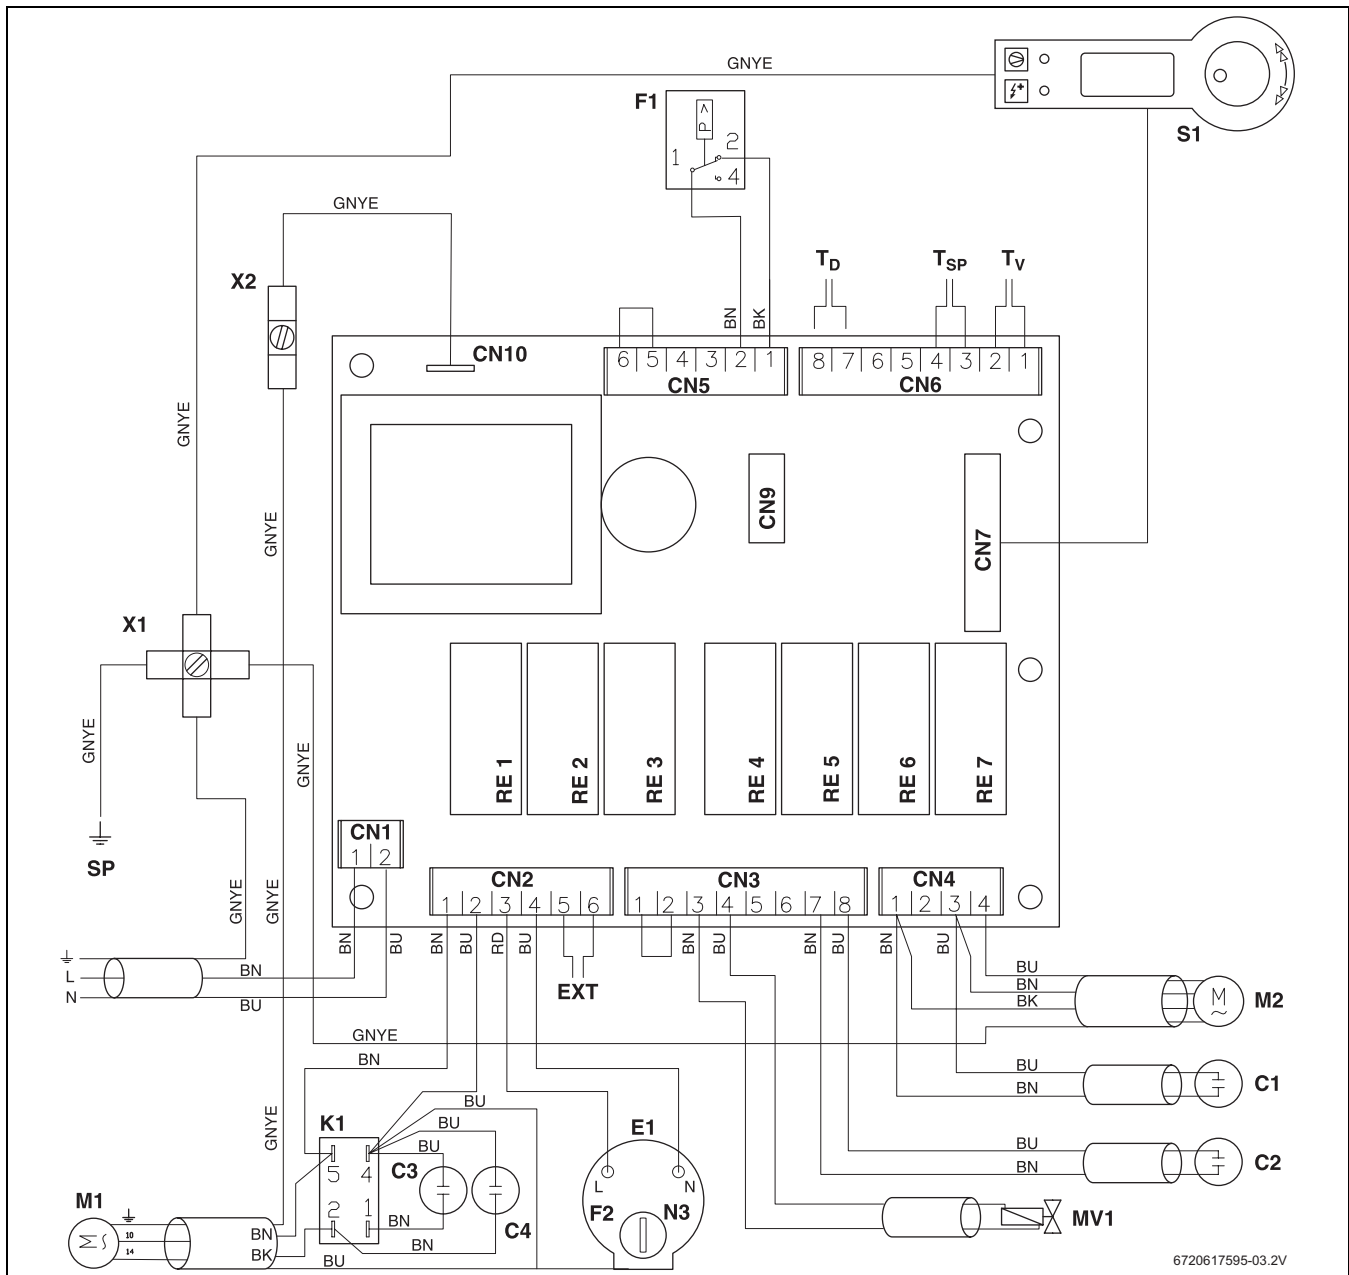 GNYE
S1
F1
P >
1
2
4
GNYE
X2
TD
TSP
TV
BN
BK
CN10
6 5 4 3 2 1
CN5
8 7 6 5 4 3 2 1
CN6
GNYE
GNYE
CN9
CN7
X1
GNYE
GNYE
RE 1
RE 2
RE 3
RE 4
RE 5
RE 6
RE 7
SP
CN1
1 2
GNYE
GNYE
CN2
1 2 3 4 5 6
CN3
1 2 3 4 5 6 7 8
CN4
1 2 3 4
BN
BU
BN
BU
RD
BU
BN
BU
BN
BU
BN
BU
L
BN
N
BU
EXT
BU
BN
BK
M2
M
~
GNYE
BN
BU
BN
C1
GNYE
K1
BU
BU
E1
5 4
C3
L
N
BU
BN
C2
M1
2 1
BN
C4
F2
N3
MV1
M
10
14
BN
BK
BN
BU
6720617595-03.2V